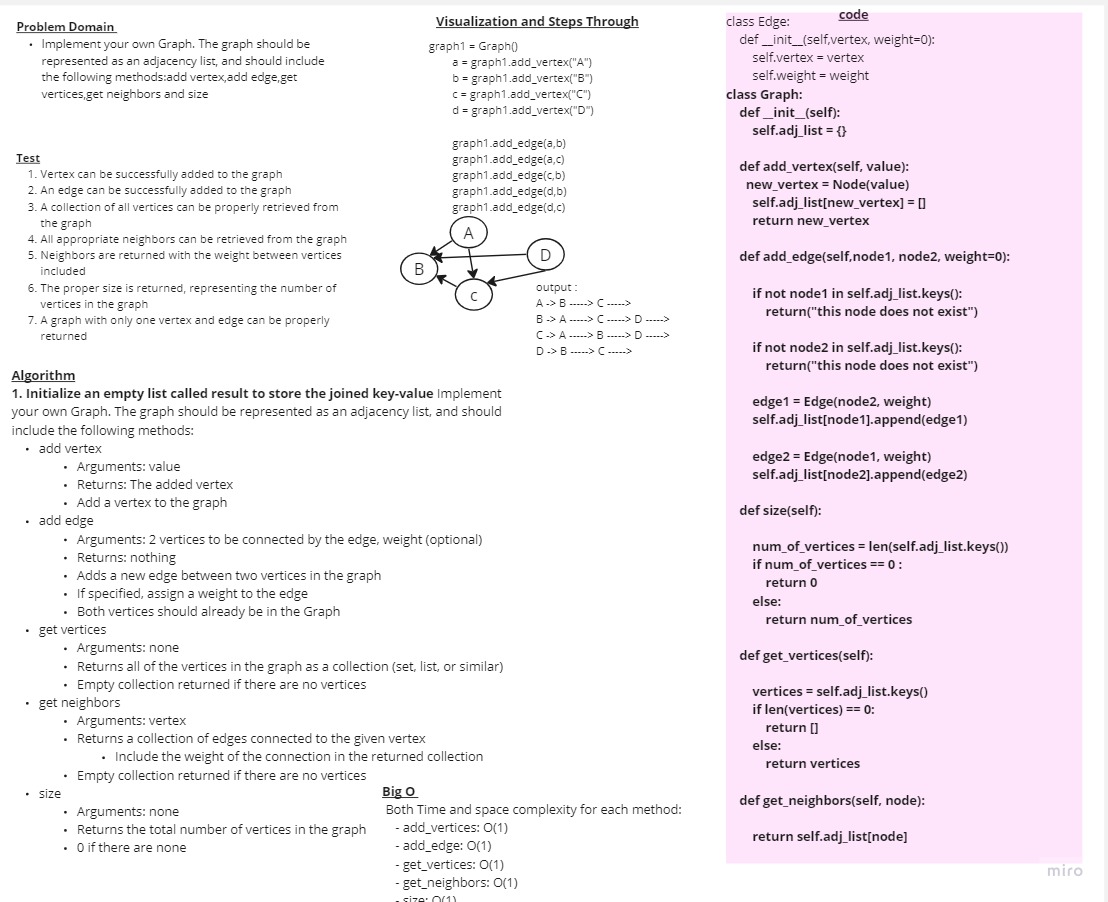 Problem Domain
• Implement your own Graph. The graph should be
represented as an adjacency list, and should include
the following methods:add vertex,add edge,get
vertices,get neighbors and size
Test
1. Vertex can be successfully added to the graph
2. An edge can be successfully added to the graph
3. A collection of all vertices can be properly retrieved from
the graph
4. All appropriate neighbors can be retrieved from the graph
5. Neighbors are returned with the weight between vertices
included
6. The proper size is returned, representing the number of
vertices in the graph
7. A graph with only one vertex and edge can be properly
returned
Visualization and Steps Through
graph1 = Graph()
a = graph1.add_vertex("A")
b = graph1.add_vertex("B")
c = graph1.add_vertex("C")
d = graph1.add_vertex("D")
graph1.add_edge(a,b)
graph1.add_edge(a,c)
graph1.add_edge(c,b)
graph1.add_edge(d,b)
graph1.add_edge(d,c)
A
D
B
C
output :
A -> B -----> C ----->
B -> A -----> C -----> D ----->
C -> A -----> B -----> D ----->
D -> B -----> C ----->
Algorithm
1. Initialize an empty list called result to store the joined key-value Implement
your own Graph. The graph should be represented as an adjacency list, and should
include the following methods:
• add vertex
• Arguments: value
• Returns: The added vertex
• Add a vertex to the graph
• add edge
• Arguments: 2 vertices to be connected by the edge, weight (optional)
• Returns: nothing
• Adds a new edge between two vertices in the graph
• If specified, assign a weight to the edge
• Both vertices should already be in the Graph
• get vertices
• Arguments: none
• Returns all of the vertices in the graph as a collection (set, list, or similar)
• Empty collection returned if there are no vertices
• get neighbors
• Arguments: vertex
• Returns a collection of edges connected to the given vertex
• Include the weight of the connection in the returned collection
• Empty collection returned if there are no vertices
• size
• Arguments: none
• Returns the total number of vertices in the graph
• 0 if there are none
Big O
Both Time and space complexity for each method:
- add_vertices: O(1)
- add_edge: O(1)
- get_vertices: O(1)
- get_neighbors: O(1)
- size: O(1)
code
class Edge:
def __init__(self,vertex, weight=0):
self.vertex = vertex
self.weight = weight
class Graph:
def __init__(self):
self.adj_list = {}
def add_vertex(self, value):
new_vertex = Node(value)
self.adj_list[new_vertex] = []
return new_vertex
def add_edge(self,node1, node2, weight=0):
if not node1 in self.adj_list.keys():
return("this node does not exist")
if not node2 in self.adj_list.keys():
return("this node does not exist")
edge1 = Edge(node2, weight)
self.adj_list[node1].append(edge1)
edge2 = Edge(node1, weight)
self.adj_list[node2].append(edge2)
def size(self):
num_of_vertices = len(self.adj_list.keys())
if num_of_vertices == 0 :
return 0
else:
return num_of_vertices
def get_vertices(self):
vertices = self.adj_list.keys()
if len(vertices) == 0:
return []
else:
return vertices
def get_neighbors(self, node):
return self.adj_list[node]
miro